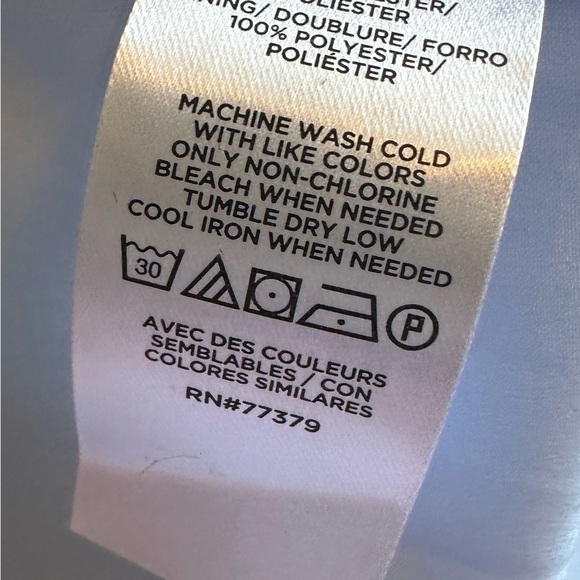 POLIESTER
NING/ DOUBLURE/ FORRO
100% POLYESTER/
POLIÉSTER
MACHINE WASH COLD
WITH LIKE COLORS
ONLY NON-CHLORINE
BLEACH WHEN NEEDED
TUMBLE DRY LOW
COOL IRON WHEN NEEDED
30 P
AVEC DES COULEURS
SEMBLABLES / CON
COLORES SIMILARES
RN#77379